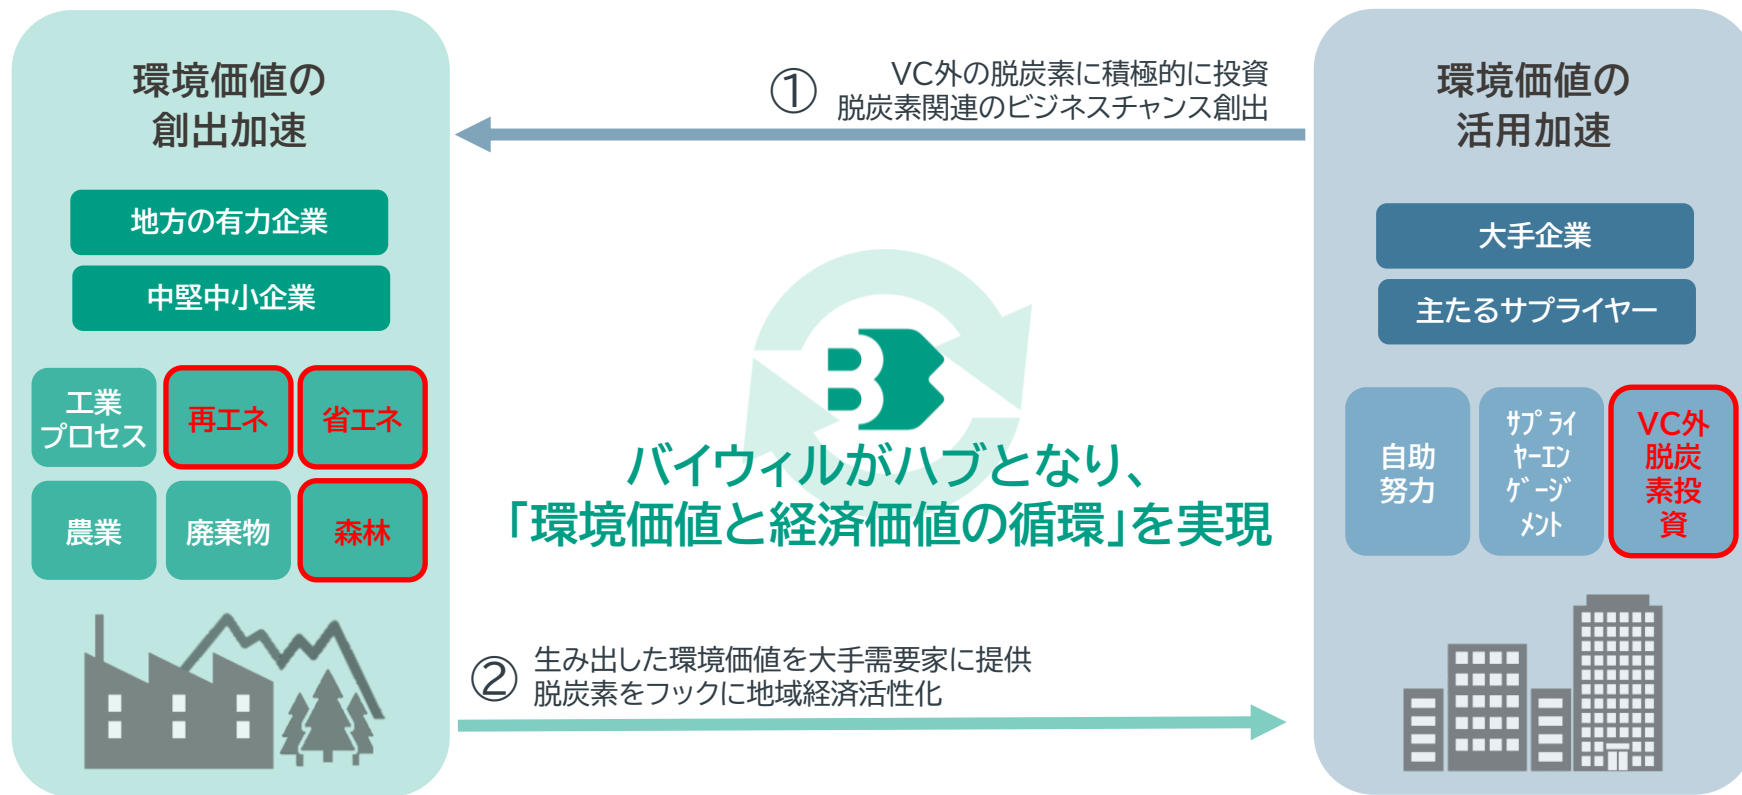 環境価値の
創出加速
地方の有力企業
中堅中小企業
工業
プロセス
再エネ
省エネ
農業
廃棄物
森林
① VC外の脱炭素に積極的に投資
脱炭素関連のビジネスチャンス創出
バイウィルがハブとなり、
「環境価値と経済価値の循環」を実現
② 生み出した環境価値を大手需要家に提供
脱炭素をフックに地域経済活性化
環境価値の
活用加速
大手企業
主たるサプライヤー
自助
努力
ｻﾌﾟﾗｲ
ﾔｰｴﾝ
ｹﾞｰｼﾞ
ﾒﾝﾄ
VC外
脱炭
素投
資